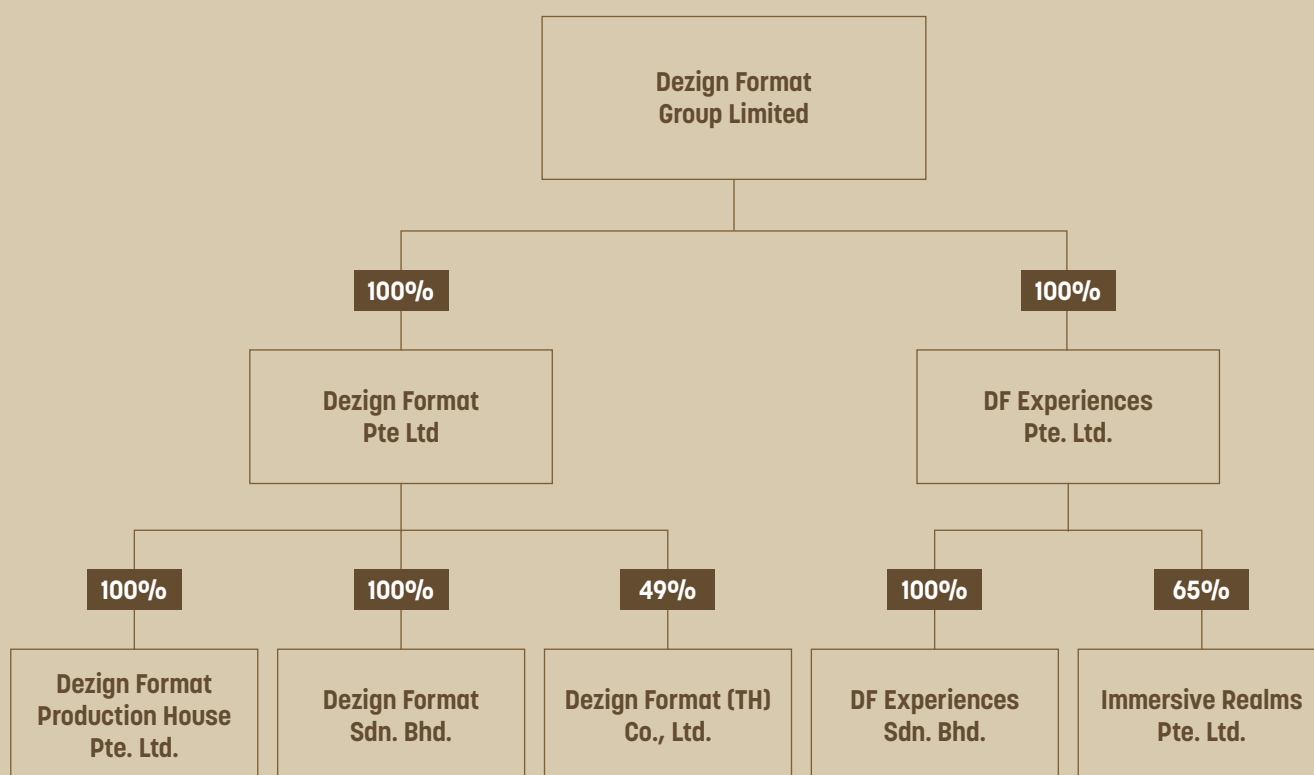 Dezign Format
Group Limited
100%
100%
Dezign Format
Pte Ltd
DF Experiences
Pte. Ltd.
100%
100%
49%
100%
65%
Dezign Format
Production House
Pte. Ltd.
Dezign Format
Sdn. Bhd.
Dezign Format (TH)
Co., Ltd.
DF Experiences
Sdn. Bhd.
Immersive Realms
Pte. Ltd.